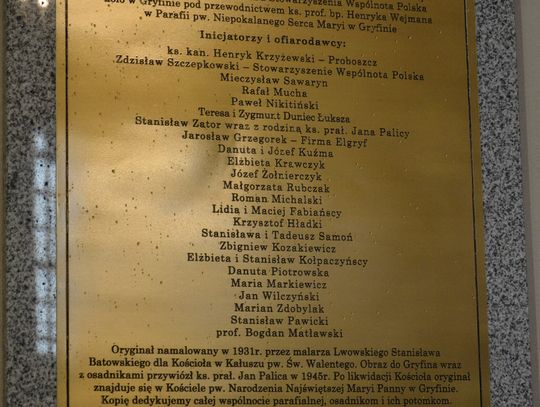 Stowarzyszenia Wspólnota Polska
koło w Gryfinie pod przewodnictwem ks. prof. bp. Henryka Wejmana
w Parafii pw. Niepokalanego Serca Maryi w Gryfinie
Inicjatorzy i ofiarodawcy:
ks. kan. Henryk Krzyżewski – Proboszcz
Zdzisław Szczepkowski – Stowarzyszenie Wspólnota Polska
Mieczysław Sawaryn
Rafał Mucha
Paweł Nikitiński
Teresa i Zygmunt Duniec Łuksza
Stanisław Zator wraz z rodziną ks. prał. Jana Palicy
Jarosław Grzegorek – Firma Elgryf
Danuta i Józef Kuźma
Elżbieta Krawczyk
Józef Żołnierczyk
Małgorzata Rubczak
Roman Michalski
Lidia i Maciej Fabiańscy
Krzysztof Hładki
Stanisława i Tadeusz Samoń
Zbigniew Kozakiewicz
Elżbieta i Stanisław Kołpaczyńscy
Danuta Piotrowska
Maria Markiewicz
Jan Wilczyński
Marian Zdobylak
Stanisław Pawicki
prof. Bogdan Matławski
Oryginał namalowany w 1931r. przez malarza Lwowskiego Stanisława
Batowskiego dla Kościoła w Kałuszu pw. Św. Walentego. Obraz do Gryfina wraz
z osadnikami przywiózł ks. prał. Jan Palica w 1945r. Po likwidacji Kościoła oryginał
znajduje się w Kościele pw. Narodzenia Najświętszej Maryi Panny w Gryfinie.
Kopię dedykujemy całej wspólnocie parafialnej, osadnikom i ich potomkom.